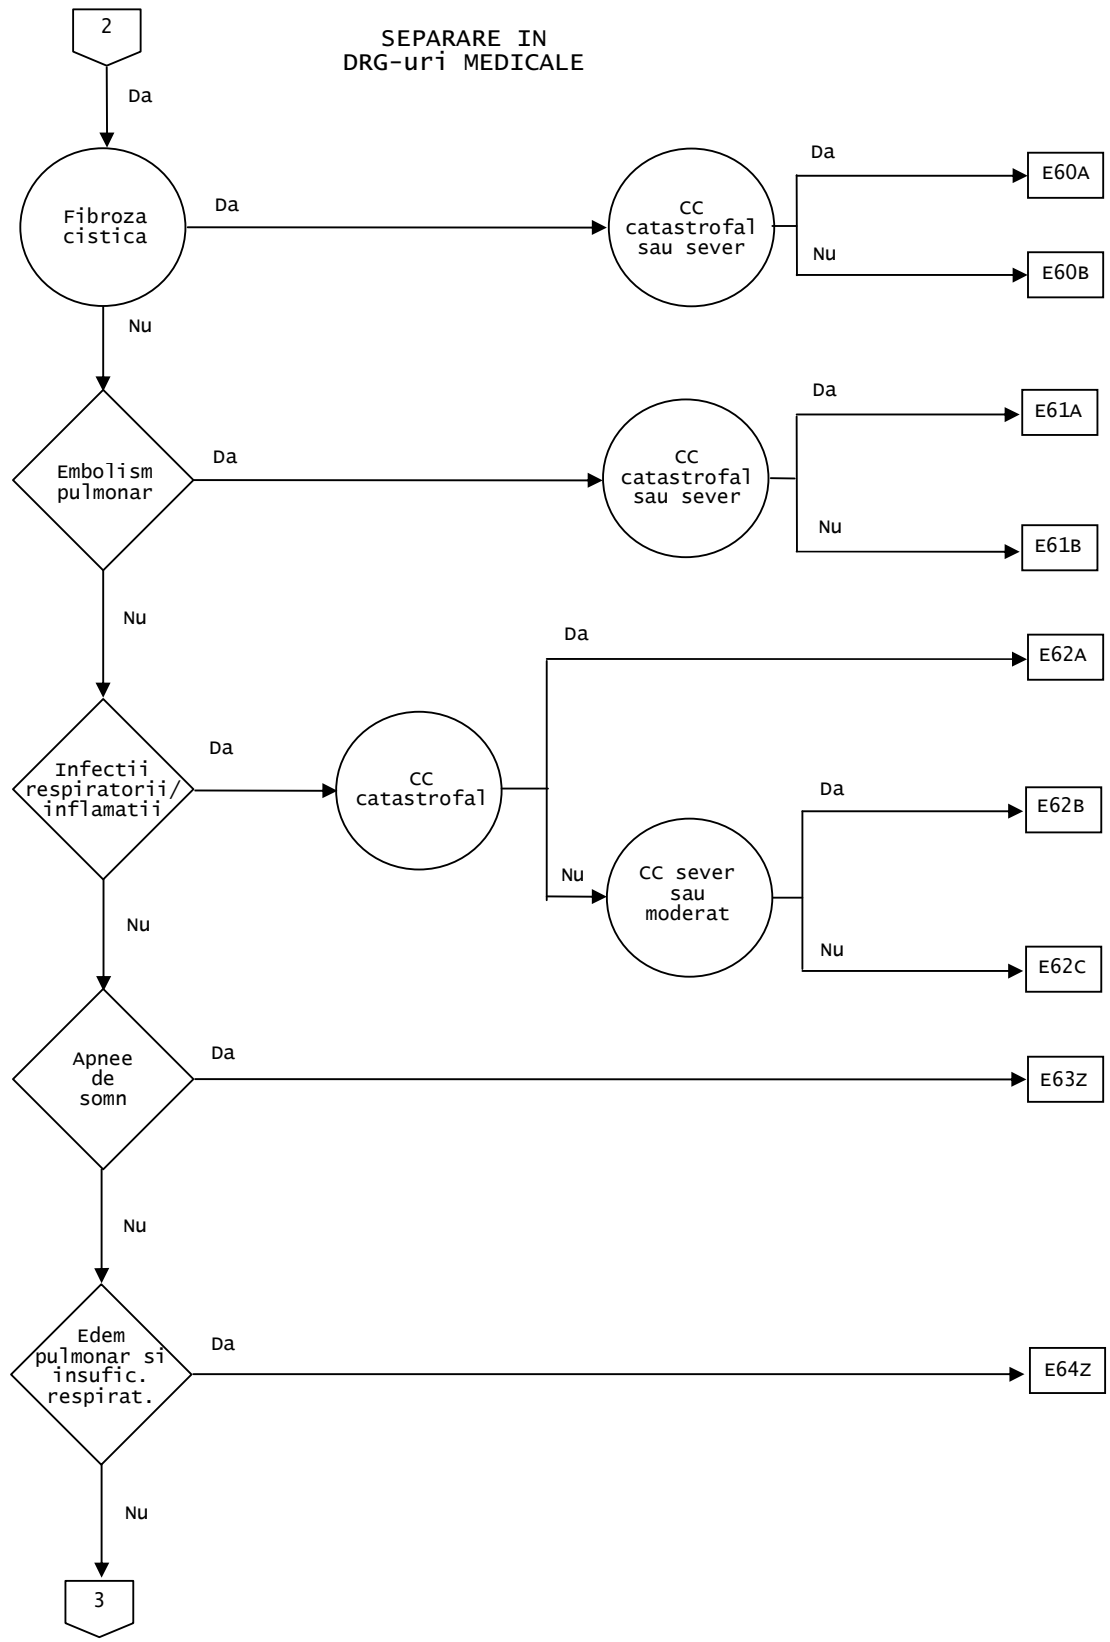 2
SEPARARE IN
DRG-uri MEDICALE
Da
Fibroza
cistica
Da
CC
catastrofal
sau sever
Da
E60A
Nu
E60B
Nu
Embolism
pulmonar
Da
CC
catastrofal
sau sever
Da
E61A
Nu
E61B
Nu
Infectii
respiratorii/
inflamatii
Da
CC
catastrofal
Da
E62A
Nu
CC sever
sau
moderat
Da
E62B
Nu
E62C
Nu
Apnee
de
somn
Da
E63Z
Nu
Edem
pulmonar si
insufic.
respirat.
Da
E64Z
Nu
3